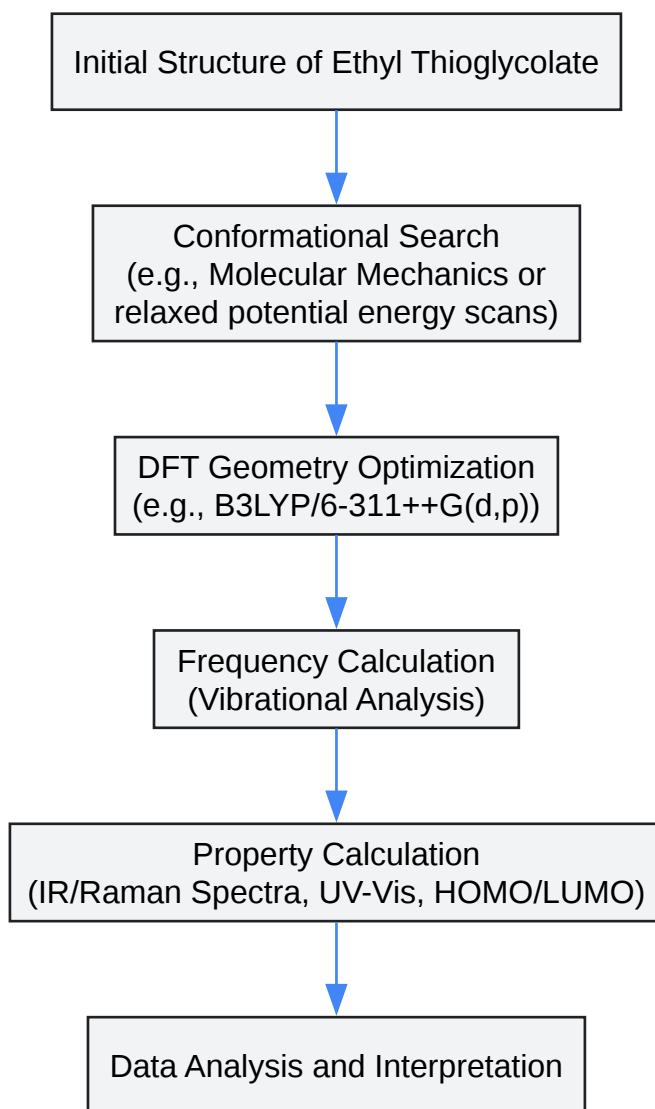 Initial Structure of Ethyl Thioglycolate
Conformational Search
(e.g., Molecular Mechanics or
relaxed potential energy scans)
DFT Geometry Optimization
(e.g., B3LYP/6-311++G(d,p))
Frequency Calculation
(Vibrational Analysis)
Property Calculation
(IR/Raman Spectra, UV-Vis, HOMO/LUMO)
Data Analysis and Interpretation